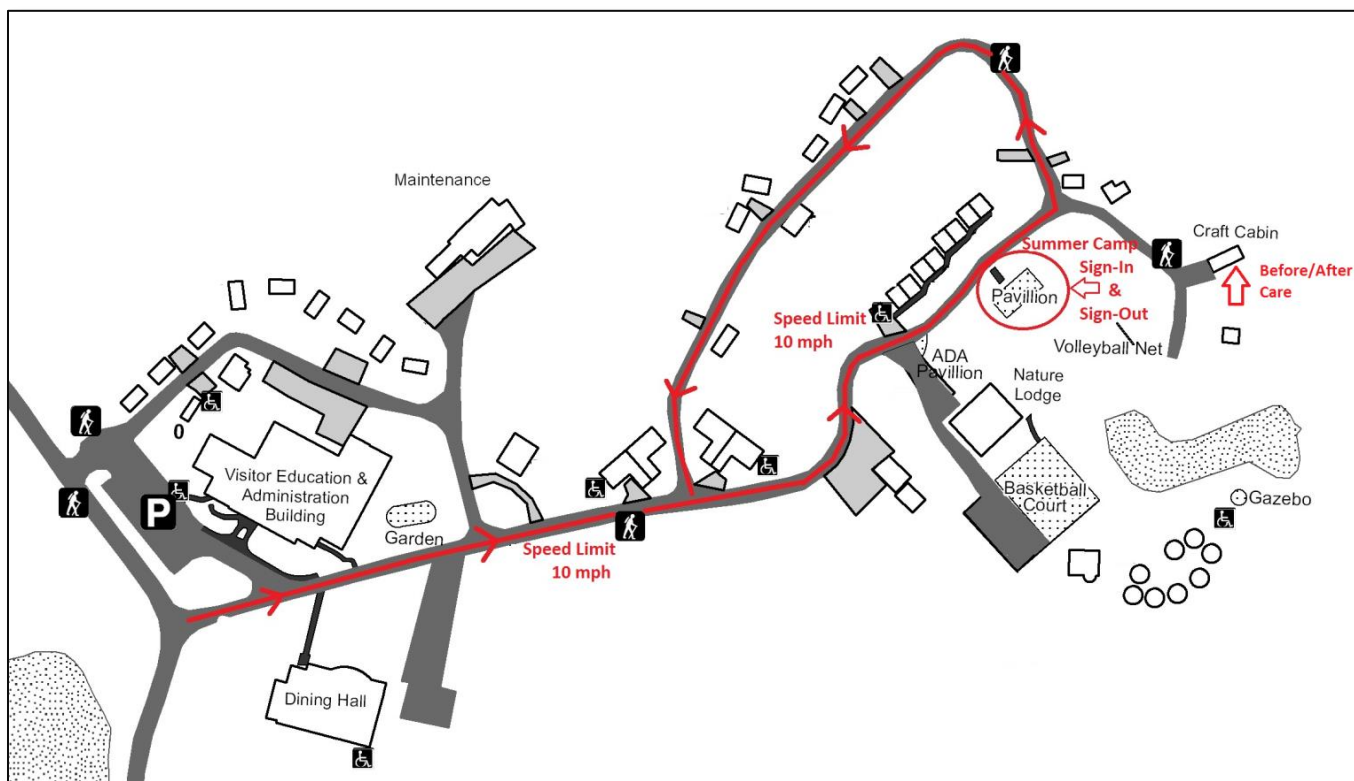 Maintenance
Craft Cabin
Summer Camp
Sign-In
&
Sign-Out
Before/After
Care
Pavillion
Speed Limit
10 mph
Volleyball Net
ADA
Pavillion
Nature
Lodge
0
Visitor Education &
Administration
Building
P
Garden
Basketball
Court
Gazebo
Speed Limit
10 mph
Dining Hall